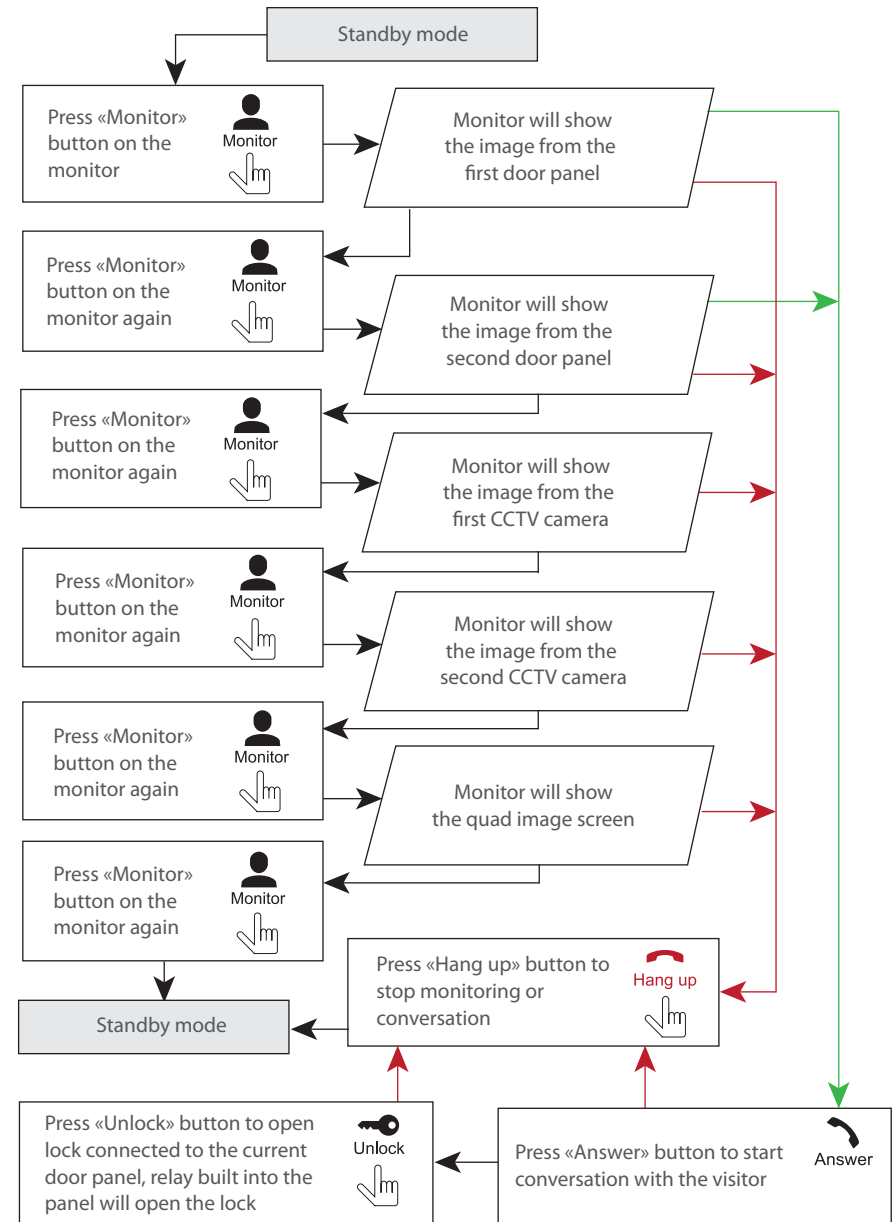 Standby mode
Press «Monitor»
button on the
monitor
Monitor
Monitor will show
the image from the
first door panel
Press «Monitor»
button on the
monitor again
Monitor
Monitor will show
the image from the
second door panel
Press «Monitor»
button on the
monitor again
Monitor
Monitor will show
the image from the
first CCTV camera
Press «Monitor»
button on the
monitor again
Monitor
Monitor will show
the image from the
second CCTV camera
Press «Monitor»
button on the
monitor again
Monitor
Monitor will show
the quad image screen
Press «Monitor»
button on the
monitor again
Monitor
Press «Hang up» button to
stop monitoring or
conversation
Hang up
Standby mode
Press «Unlock» button to open
lock connected to the current
door panel, relay built into the
panel will open the lock
Unlock
Press «Answer» button to start
conversation with the visitor
Answer